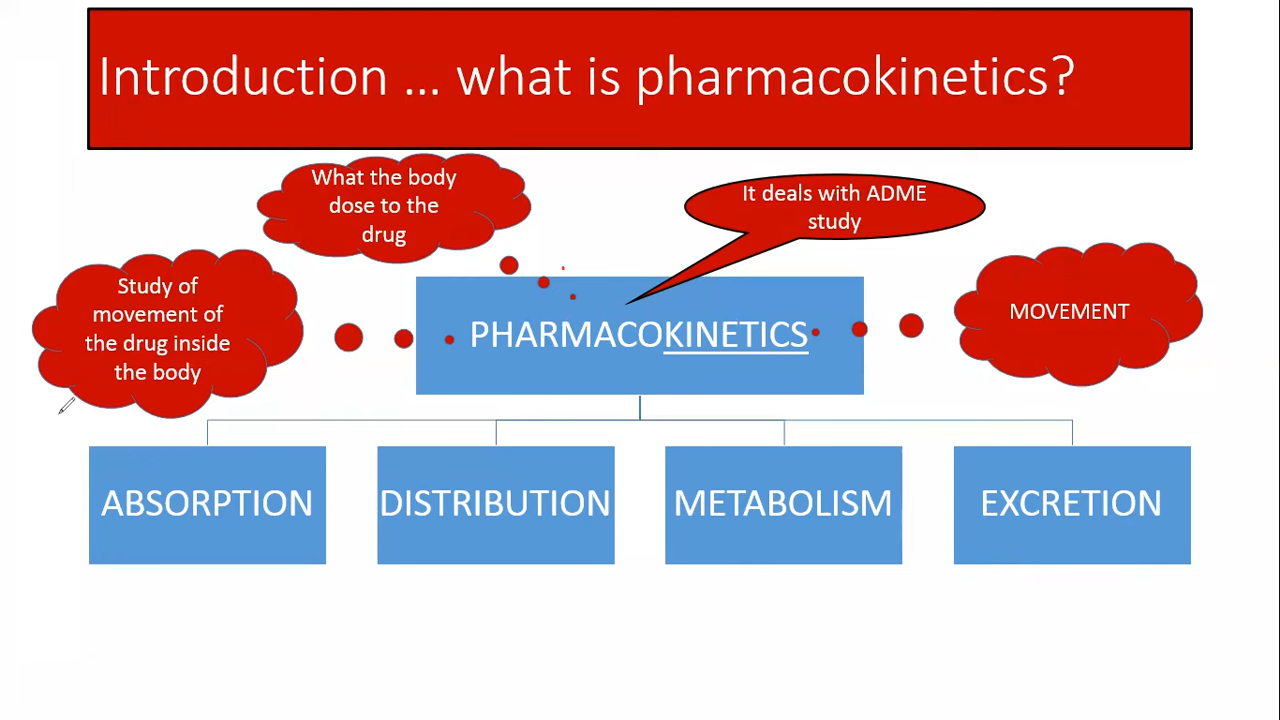 Introduction ... what is pharmacokinetics?
What the body
dose to the
drug
It deals with ADME
study
Study of
movement of
the drug inside
the body
MOVEMENT
PHARMACOKINETICS
ABSORPTION
DISTRIBUTION
METABOLISM
EXCRETION